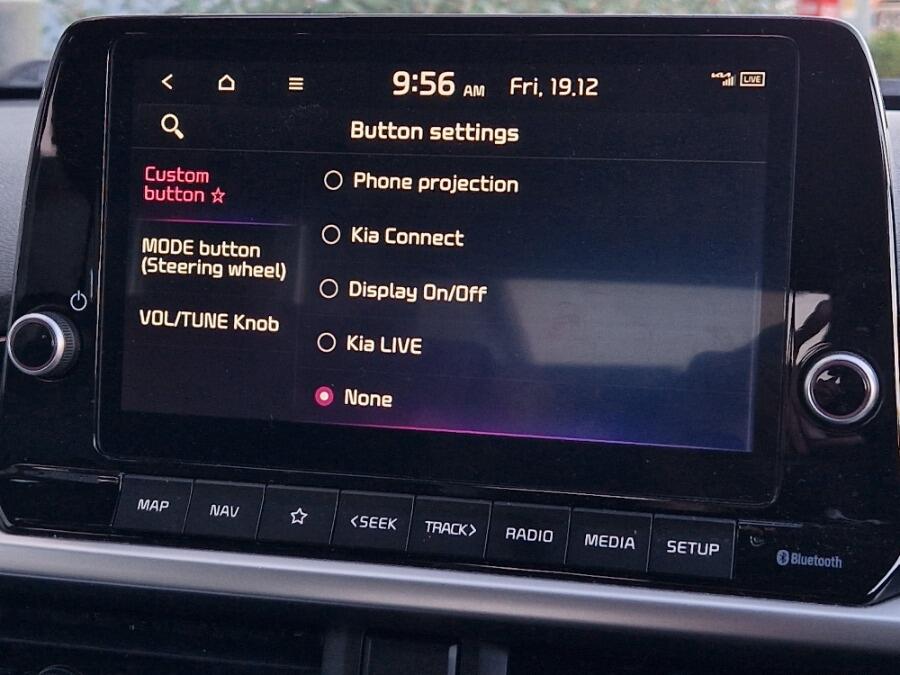 9:56 AM Fri, 19.12 LIVE
Button settings
Custom
button ☆
Phone projection
Kia Connect
MODE button
(Steering wheel)
Display On/Off
VOL/TUNE Knob
Kia LIVE
None
MAP NAV ☆ <SEEK TRACK> RADIO MEDIA SETUP
Bluetooth